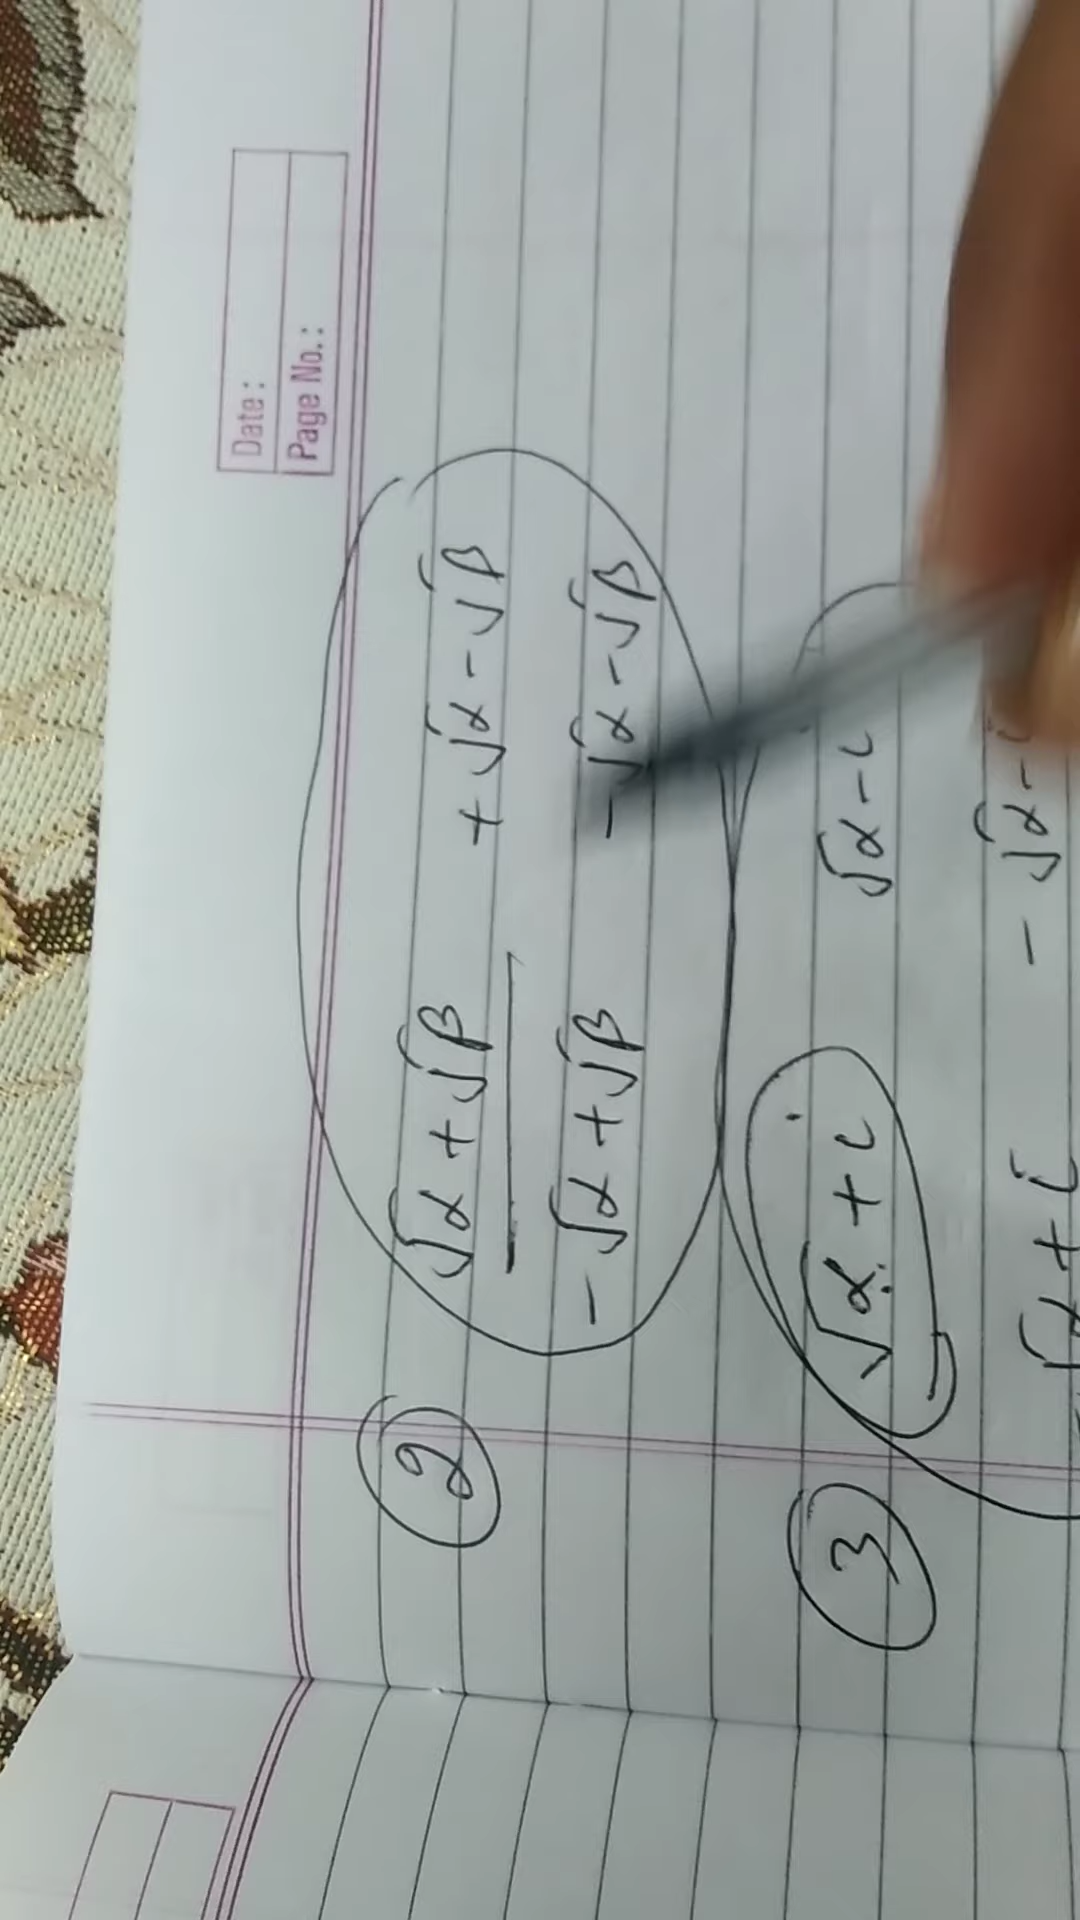 Date :
Page No. :
② √α + √β + √α - √β
- √α + √β - √α - √β
③ √α + i √α - i
√α + i - √α -